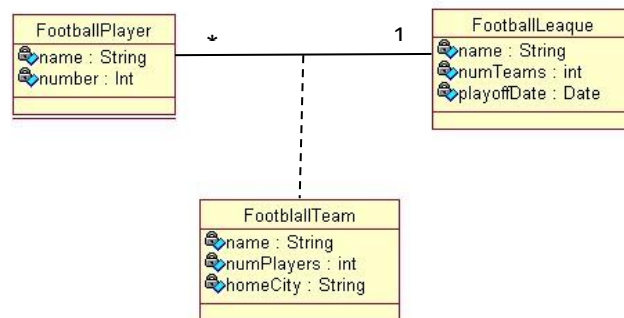 FootballPlayer
name : String
number : Int
*
1
FootballLeaque
name : String
numTeams : int
playoffDate : Date
FootblallTeam
name : String
numPlayers : int
homeCity : String